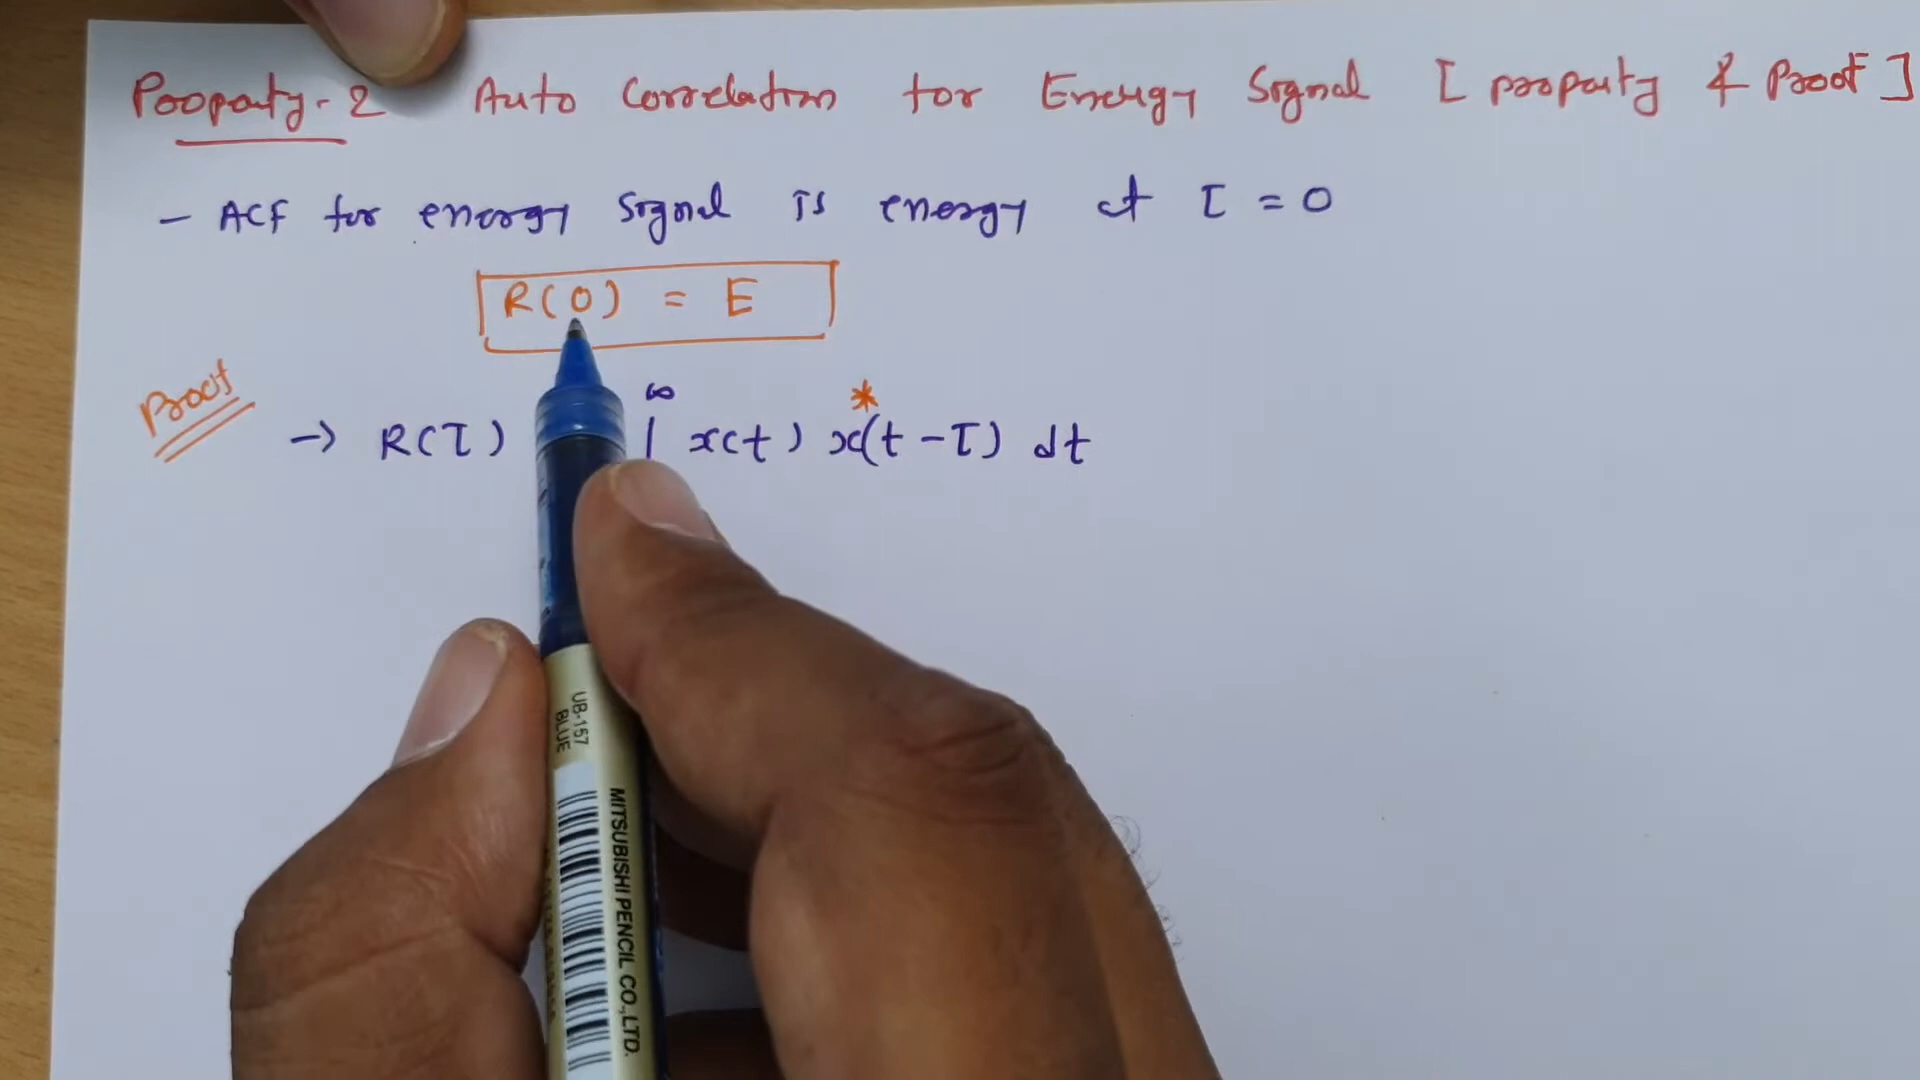 Property-2 Auto Correlation for Energy Signal [ property & Proof ]
- ACF for energy signal is energy at τ = 0
R(0) = E
Proof
∞
→ R(τ) ∫ x(t) x*(t - τ) dt
UB-157
BLUE
MITSUBISHI PENCIL CO.,LTD.